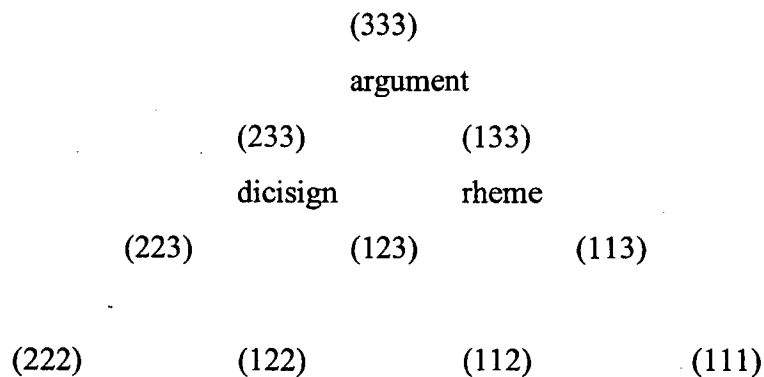 (333)
argument
(233) (133)
dicisign rheme
(223) (123) (113)
(222) (122) (112) (111)